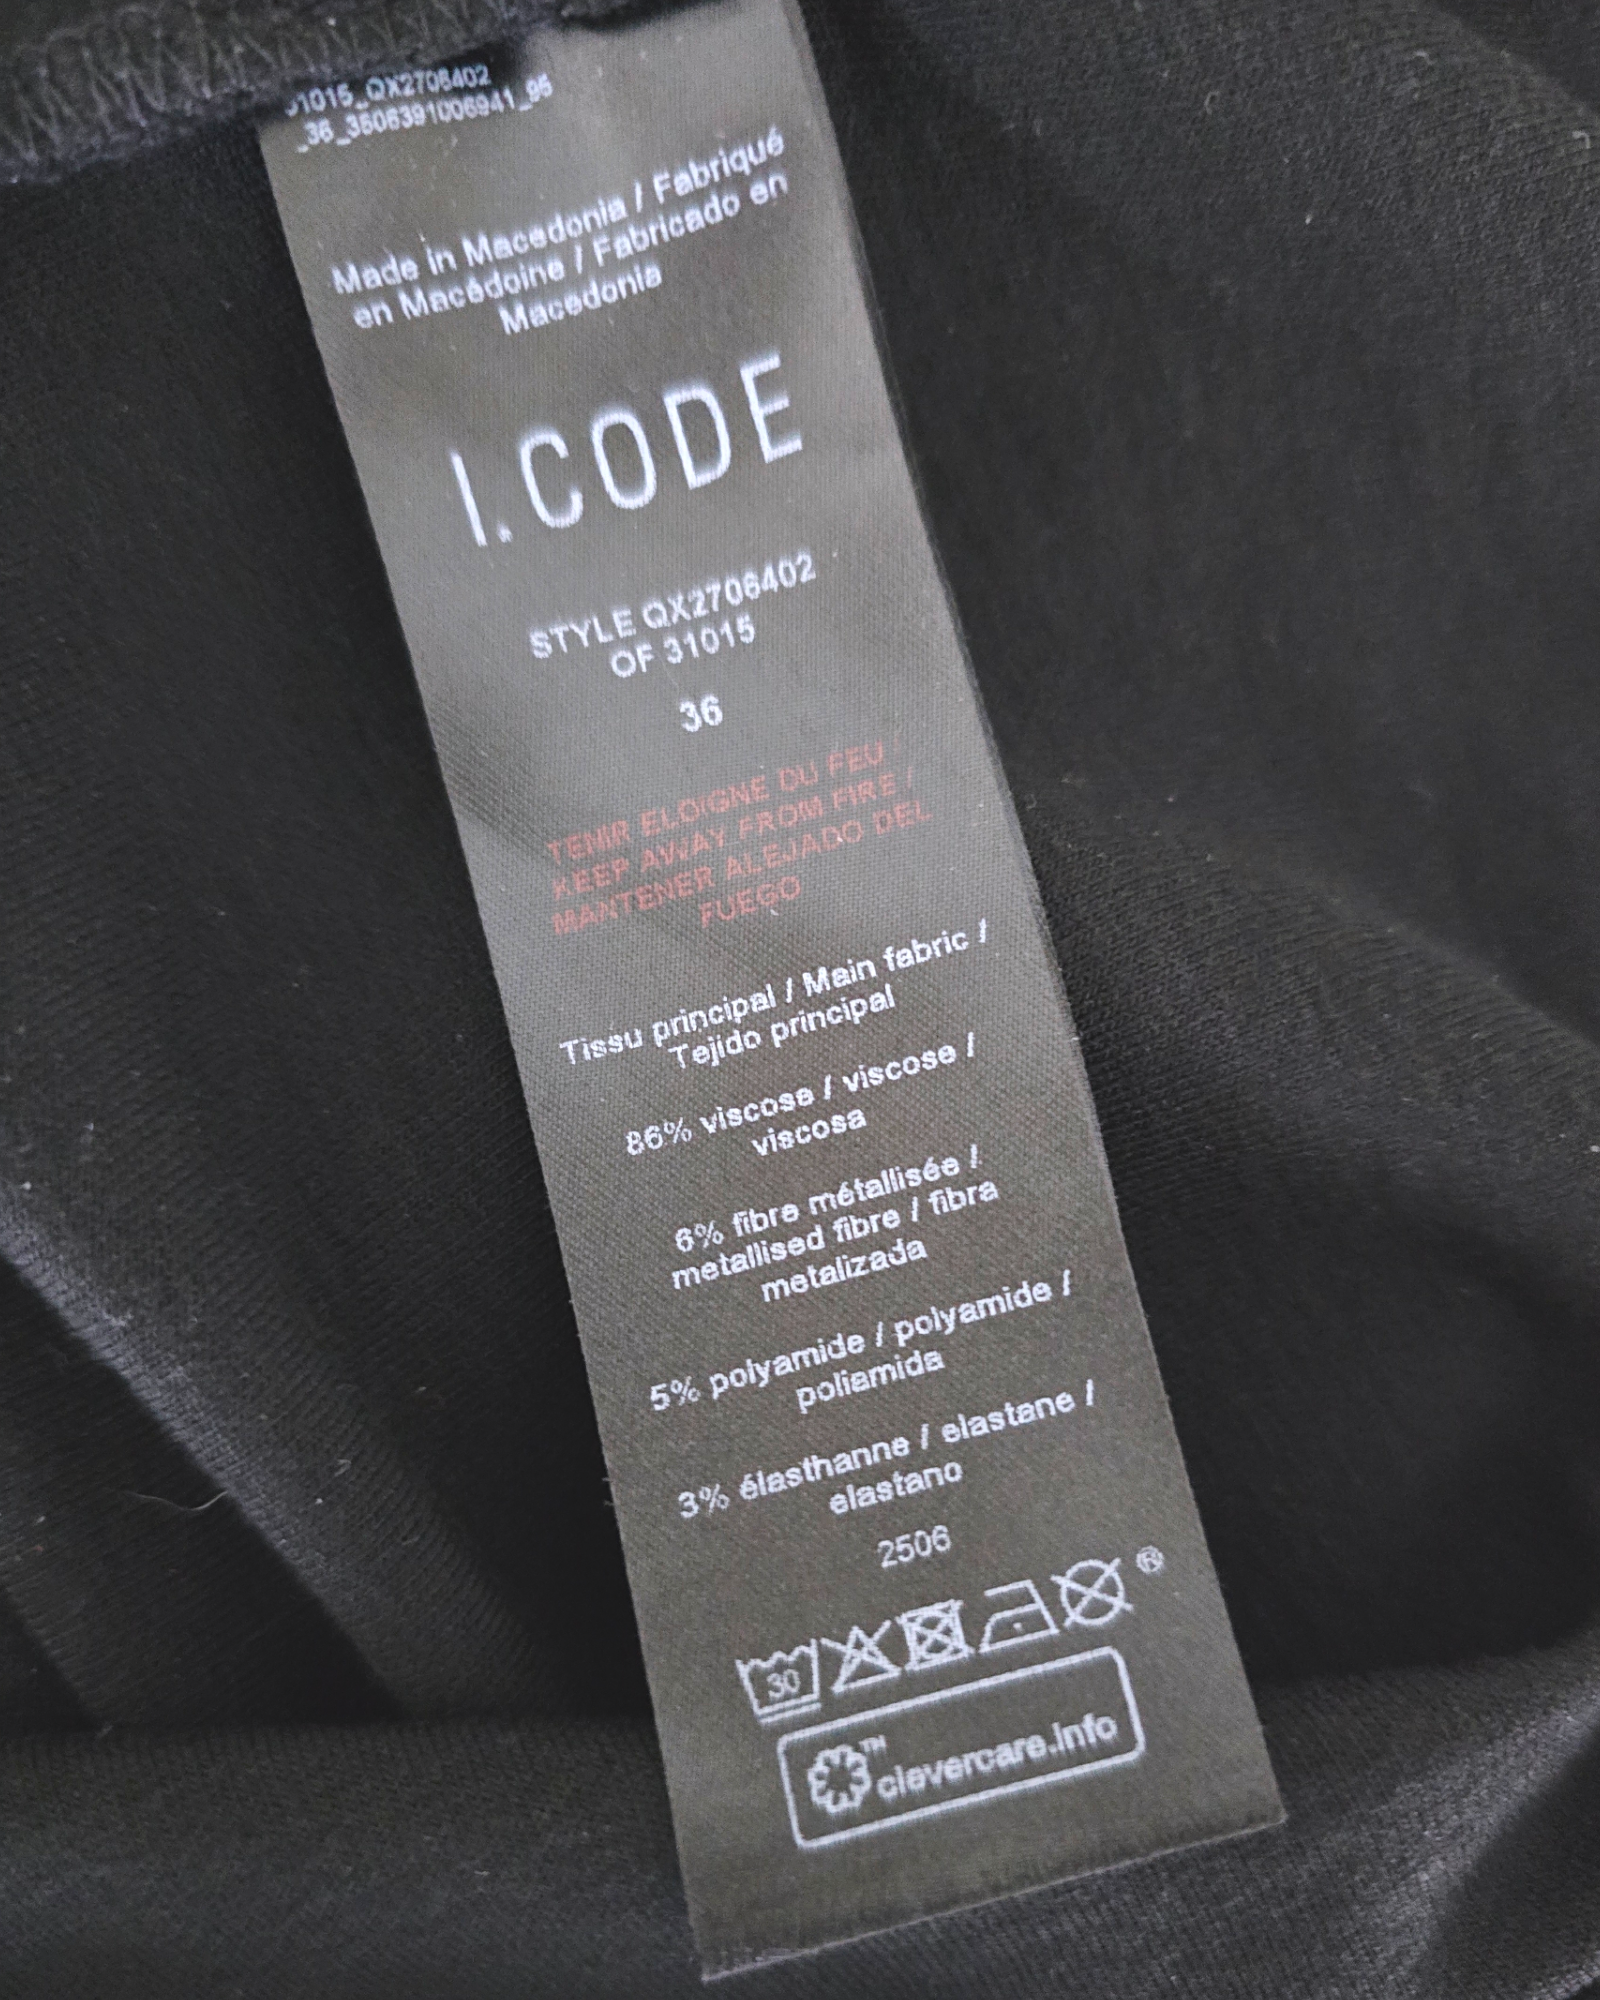 31015_QX2706402
_36_3606391006941_95
Made in Macedonia / Fabriqué
en Macédoine / Fabricado en
Macedonia
I.CODE
STYLE QX2706402
OF 31015
36
TENIR ELOIGNE DU FEU /
KEEP AWAY FROM FIRE /
MANTENER ALEJADO DEL
FUEGO
Tissu principal / Main fabric /
Tejido principal
86% viscose / viscose /
viscosa
6% fibre métallisée /
metallised fibre / fibra
metalizada
5% polyamide / polyamide /
poliamida
3% élasthanne / elastane /
elastano
2506
30 ®
™ clevercare.info